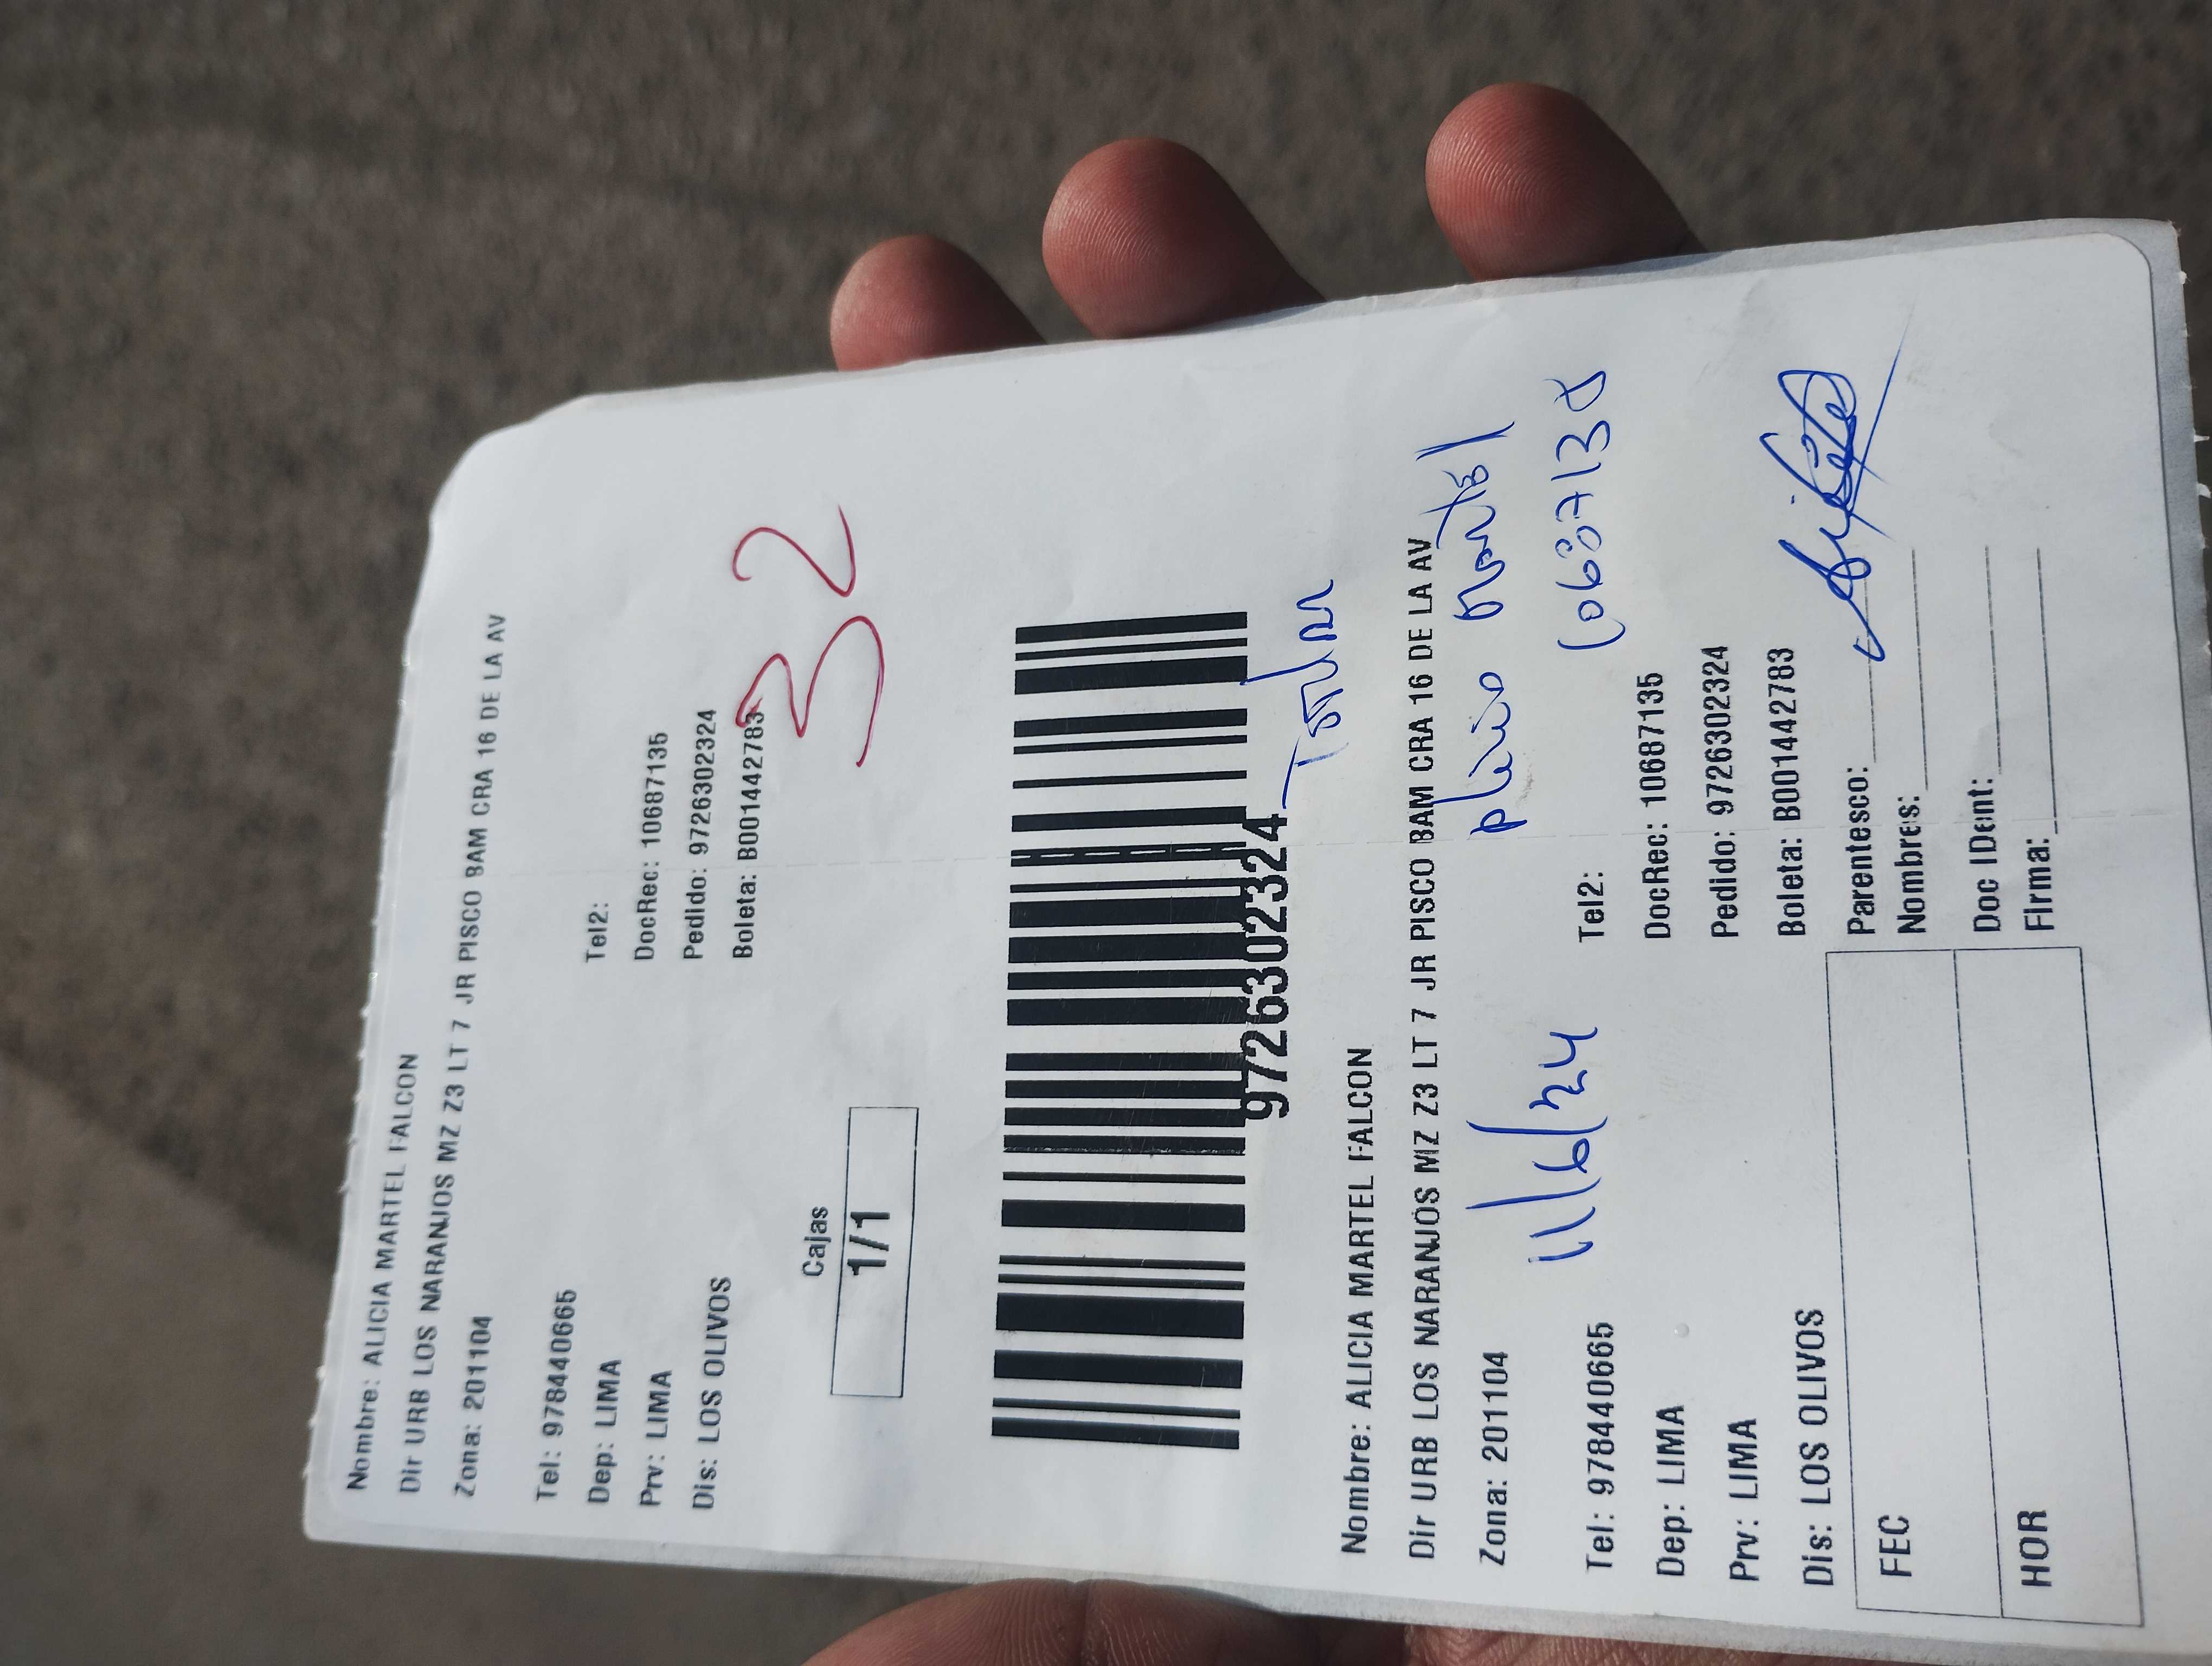 Nombre: ALICIA MARTEL FALCON
Dir URB LOS NARANJOS MZ Z3 LT 7 JR PISCO BAM CRA 16 DE LA AV
Zona: 201104
Tel: 978440665 Tel2:
Dep: LIMA DocRec: 10687135
Prv: LIMA Pedido: 9726302324
Dis: LOS OLIVOS Boleta: B001442783
32
Cajas
1/1
9726302324
Nombre: ALICIA MARTEL FALCON
Dir URB LOS NARANJOS MZ Z3 LT 7 JR PISCO BAM CRA 16 DE LA AV
Zona: 201104
11/6/24
Martel
Tel: 978440665 Tel2:
Dep: LIMA DocRec: 10687135
Prv: LIMA Pedido: 9726302324
Dis: LOS OLIVOS Boleta: B001442783
FEC Parentesco:
Nombres:
HOR Doc IDent:
Firma: